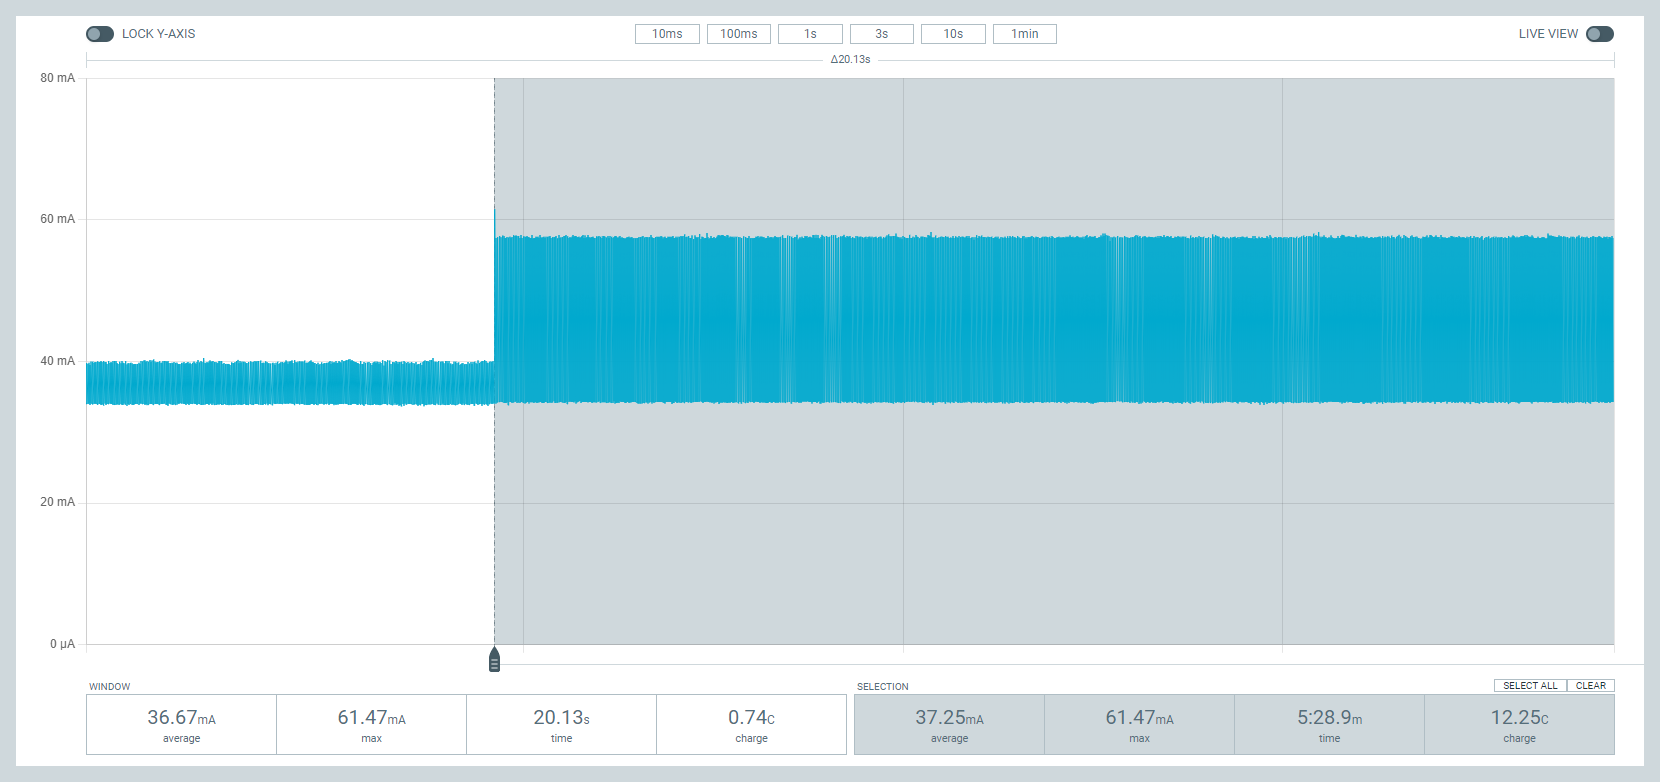 LOCK Y-AXIS
10ms 100ms 1s 3s 10s 1min
LIVE VIEW
Δ20.13s
80 mA
60 mA
40 mA
20 mA
0 µA
WINDOW
36.67mA 61.47mA 20.13s 0.74C
average max time charge
SELECTION
SELECT ALL CLEAR
37.25mA 61.47mA 5:28.9m 12.25C
average max time charge